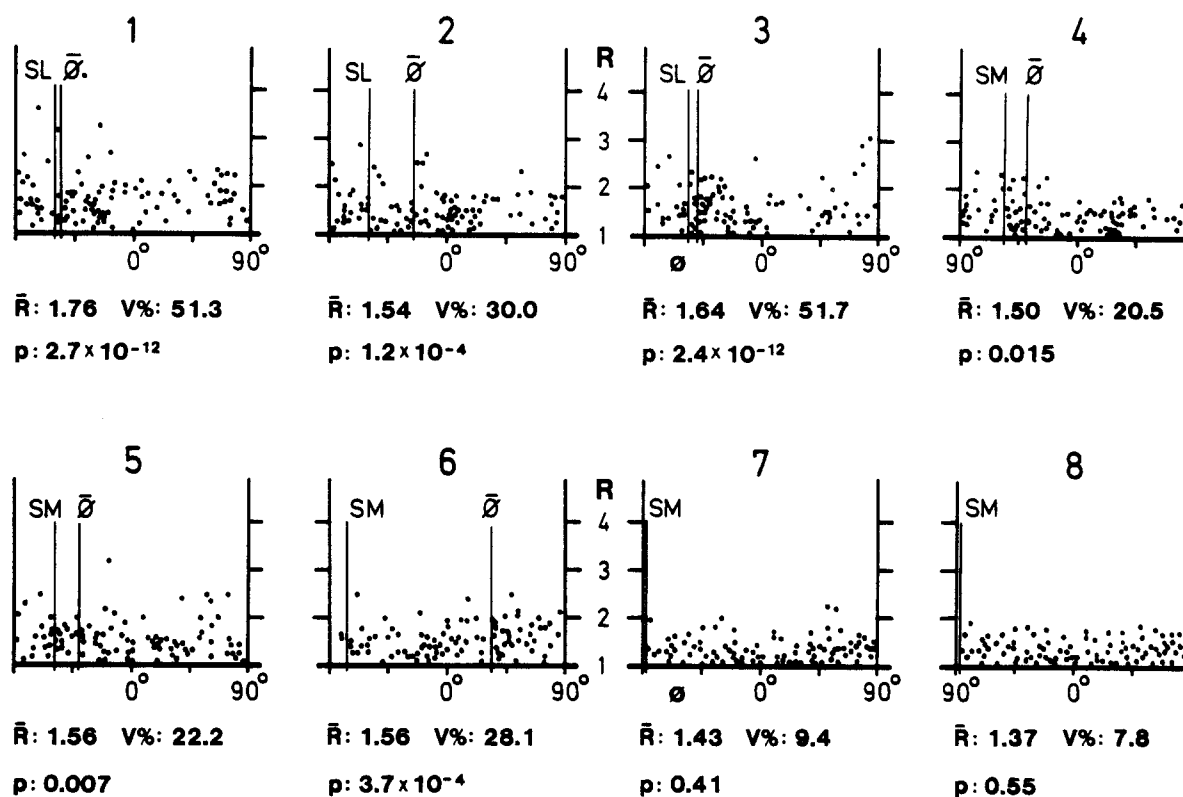 1 2 3 4
SL Ø̄. SL Ø̄ R SL Ø̄ SM Ø̄
4
3
2
1
0° 90° 0° 90° ø 0° 90° 90° 0°
R̄: 1.76 V%: 51.3 R̄: 1.54 V%: 30.0 R̄: 1.64 V%: 51.7 R̄: 1.50 V%: 20.5
p: 2.7 × 10⁻¹² p: 1.2 × 10⁻⁴ p: 2.4 × 10⁻¹² p: 0.015
5 6 7 8
SM Ø̄ SM Ø̄ R SM SM
4
3
2
1
0° 90° 0° 90° ø 0° 90° 90° 0°
R̄: 1.56 V%: 22.2 R̄: 1.56 V%: 28.1 R̄: 1.43 V%: 9.4 R̄: 1.37 V%: 7.8
p: 0.007 p: 3.7 × 10⁻⁴ p: 0.41 p: 0.55